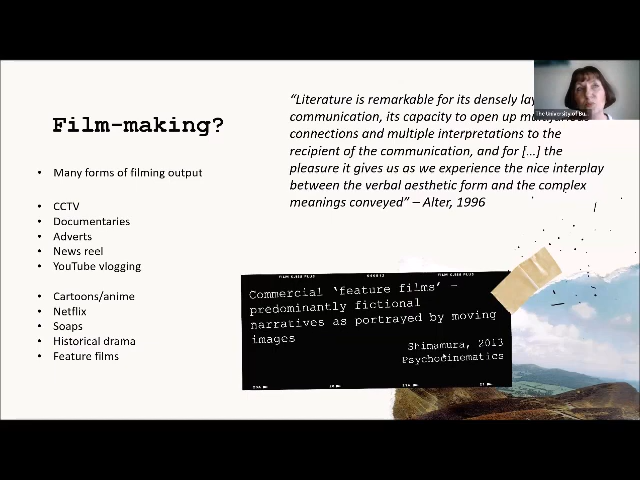 Film-making?
• Many forms of filming output
• CCTV
• Documentaries
• Adverts
• News reel
• YouTube vlogging
• Cartoons/anime
• Netflix
• Soaps
• Historical drama
• Feature films
“Literature is remarkable for its densely
communication, its capacity to open up
connections and multiple interpretations to the
recipient of the communication, and for […] the
pleasure it gives us as we experience the nice interplay
between the verbal aesthetic form and the complex
meanings conveyed” – Alter, 1996
The University of Bu...
Commercial ‘feature films’ –
predominantly fictional
narratives as portrayed by moving
images
Shimamura, 2013
Psychocinematics